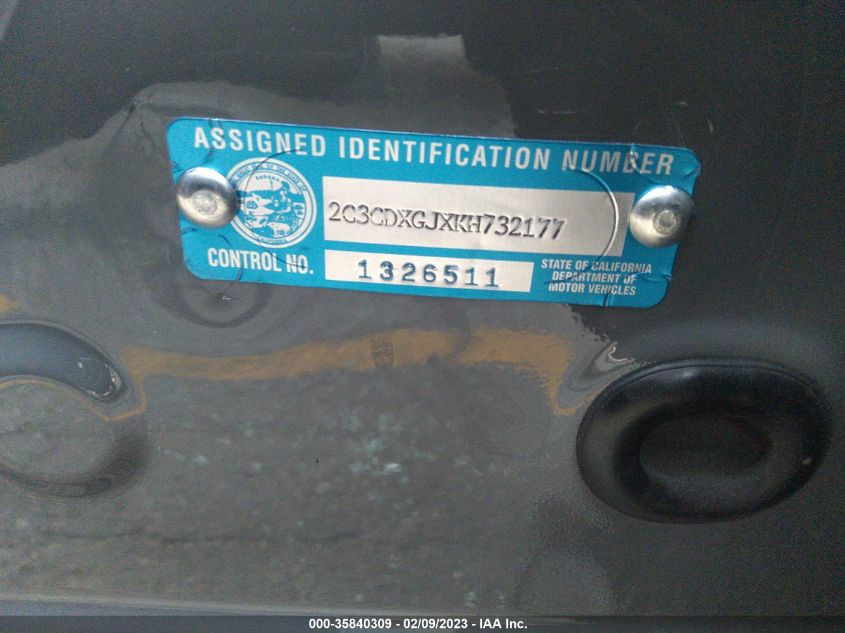 ASSIGNED IDENTIFICATION NUMBER
2C3CDXGJXKH732177
CONTROL NO.
1326511
STATE OF CALIFORNIA
DEPARTMENT OF
MOTOR VEHICLES
000-35840309 - 02/09/2023 - IAA Inc.